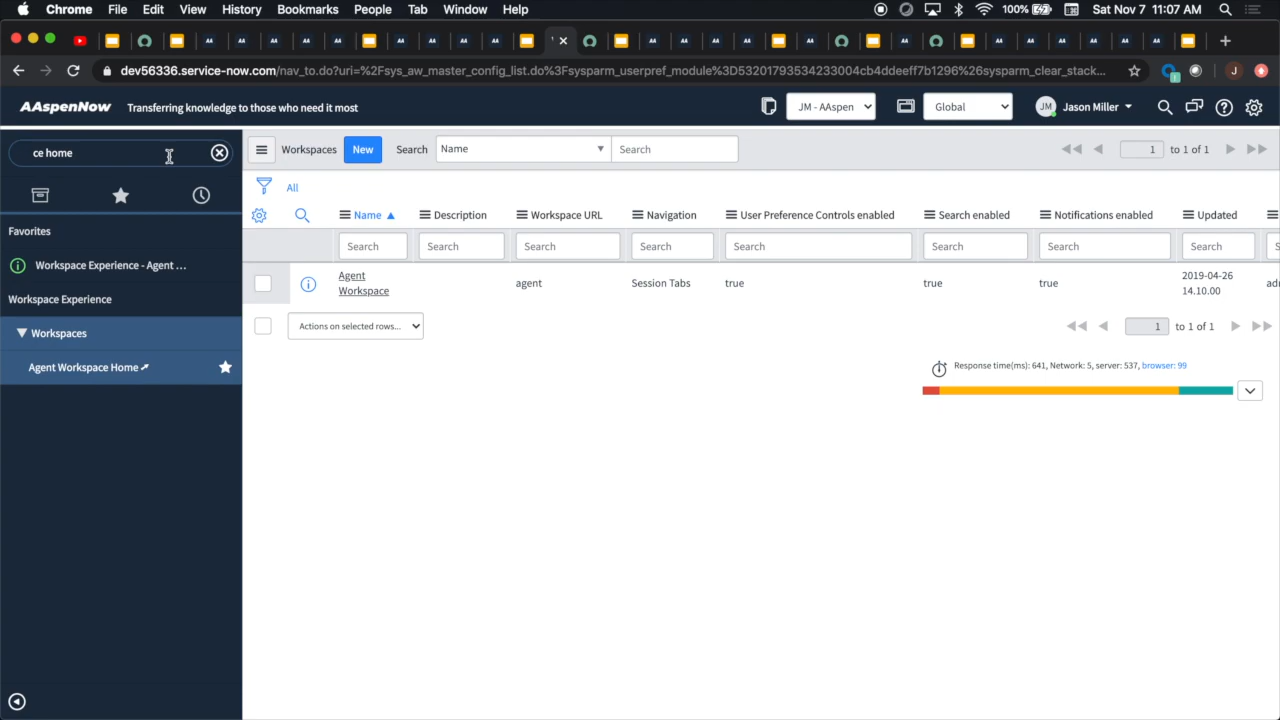 Chrome File Edit View History Bookmarks People Tab Window Help 100% Sat Nov 7 11:07 AM
dev56336.service-now.com/nav_to.do?uri=%2Fsys_aw_master_config_list.do%3Fsysparm_userpref_module%3D53201793534233004cb4ddeeff7b1296%26sysparm_clear_stack...
AAspenNow Transferring knowledge to those who need it most JM - AAspen Global JM Jason Miller
ce home
Workspaces New Search Name Search 1 to 1 of 1
All
Favorites
Name Description Workspace URL Navigation User Preference Controls enabled Search enabled Notifications enabled Updated
Search Search Search Search Search Search Search Search S
Workspace Experience - Agent ...
Agent Workspace agent Session Tabs true true true 2019-04-26 14.10.00 ad
Workspace Experience
Workspaces
Actions on selected rows... 1 to 1 of 1
Agent Workspace Home
Response time(ms): 641, Network: 5, server: 537, browser: 99